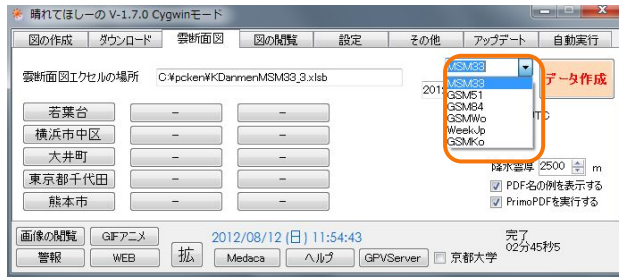 晴れてほしーの V-1.7.0 Cygwinモード
図の作成 ダウンロード 雲断面図 図の閲覧 設定 その他 アップデート 自動実行
雲断面図エクセルの場所 C:¥pcken¥KDanmenMSM33_3.xlsb
MSM33
データ作成
MSM33
GSM51
GSM84
GSMWo
WeekJp
GSMKo
若葉台 - -
横浜市中区 - -
大井町 - -
東京都千代田 - -
熊本市 - -
降水雲厚 2500 m
PDF名の例を表示する
PrimoPDFを実行する
画像の閲覧 GIFアニメ 2012/08/12 (日) 11:54:43 完了
02分45秒5
警報 WEB 拡 Medaca ヘルプ GPVServer 京都大学